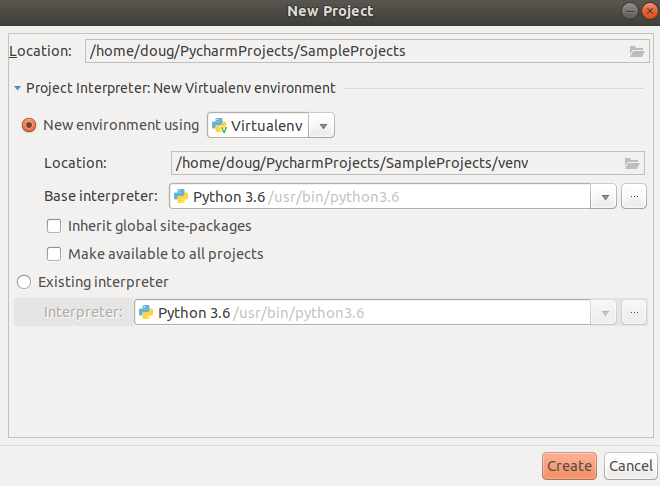 New Project
Location: /home/doug/PycharmProjects/SampleProjects
Project Interpreter: New Virtualenv environment
New environment using Virtualenv
Location: /home/doug/PycharmProjects/SampleProjects/venv
Base interpreter: Python 3.6 /usr/bin/python3.6 ...
Inherit global site-packages
Make available to all projects
Existing interpreter
Interpreter: Python 3.6 /usr/bin/python3.6 ...
Create Cancel